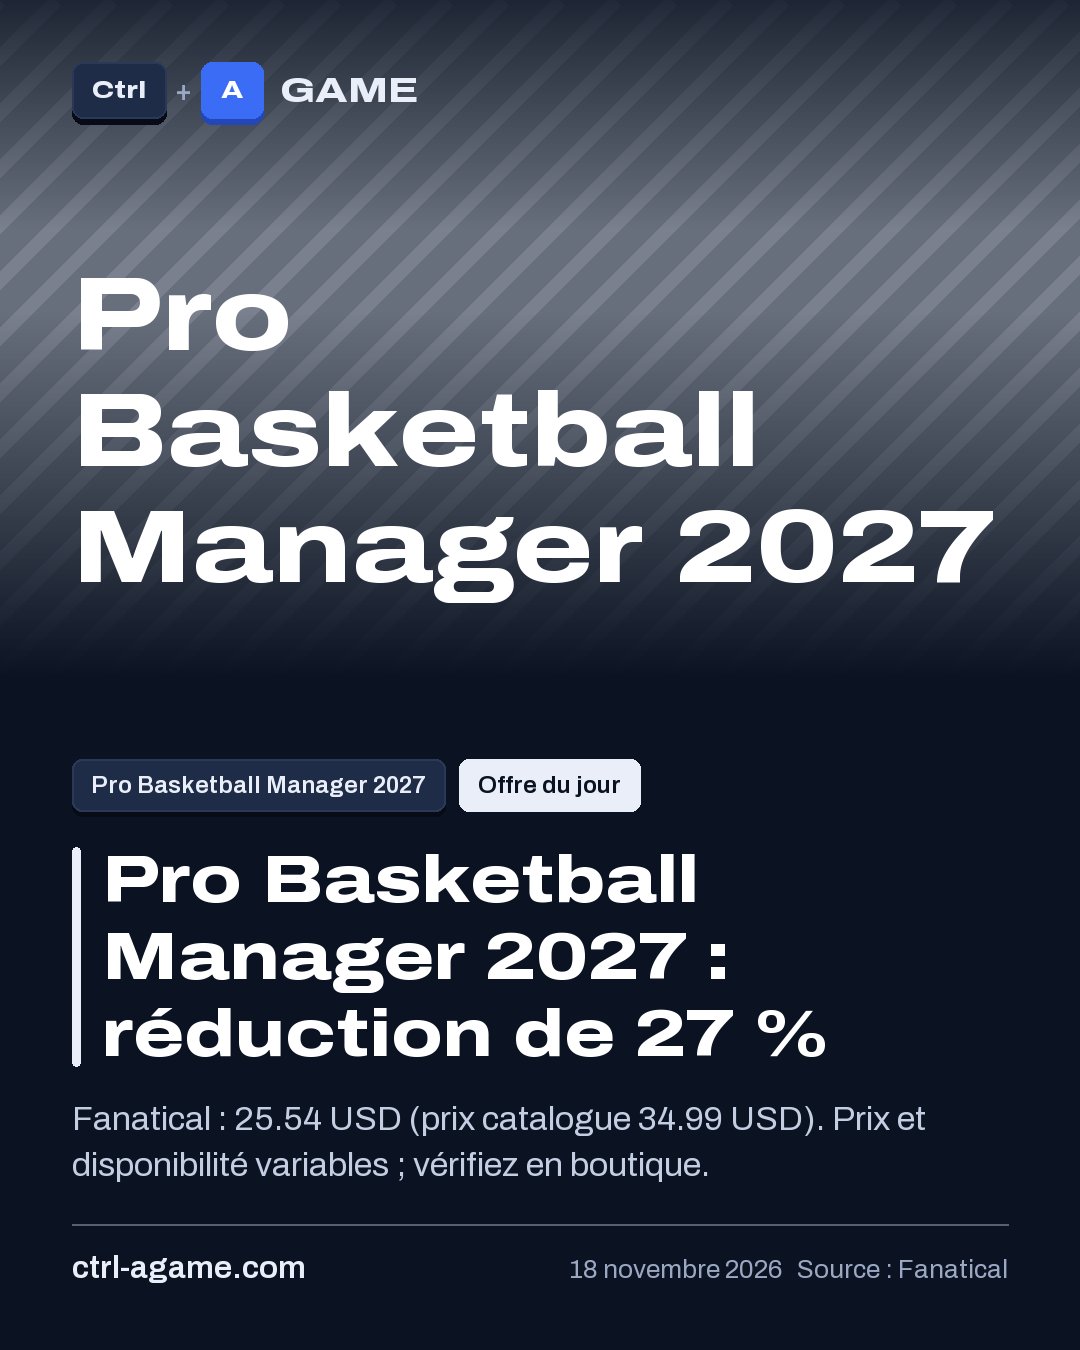 Ctrl + A GAME
Pro
Basketball
Manager 2027
Pro Basketball Manager 2027 Offre du jour
Pro Basketball
Manager 2027 :
réduction de 27 %
Fanatical : 25.54 USD (prix catalogue 34.99 USD). Prix et
disponibilité variables ; vérifiez en boutique.
ctrl-agame.com 18 novembre 2026 Source : Fanatical